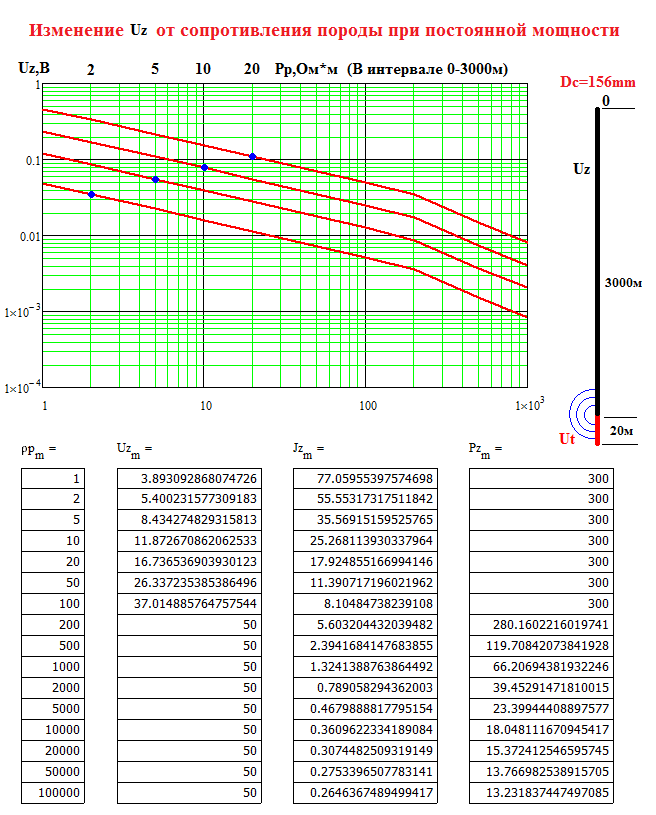 Изменение Uz от сопротивления породы при постоянной мощности
Uz,В 2 5 10 20 Рр,Ом*м (В интервале 0-3000м)
Dc=156mm
0
1
0.1
0.01
1×10⁻³
1×10⁻⁴
1 10 100 1×10³
Uz
3000м
20м
Ut
ρp_m = Uz_m = Jz_m = Pz_m =
1 3.893092868074726 77.05955397574698 300
2 5.400231577309183 55.55317317511842 300
5 8.434274829315813 35.56915159525765 300
10 11.872670862062533 25.268113930337964 300
20 16.736536903930123 17.924855166994146 300
50 26.337235385386496 11.390717196021962 300
100 37.014885764757544 8.10484738239108 300
200 50 5.603204432039482 280.1602216019741
500 50 2.3941684147683855 119.70842073841928
1000 50 1.3241388763864492 66.20694381932246
2000 50 0.789058294362003 39.45291471810015
5000 50 0.4679888817795154 23.39944408897577
10000 50 0.3609622334189084 18.048111670945417
20000 50 0.3074482509319149 15.372412546595745
50000 50 0.2753396507783141 13.766982538915705
100000 50 0.2646367489499417 13.231837447497085